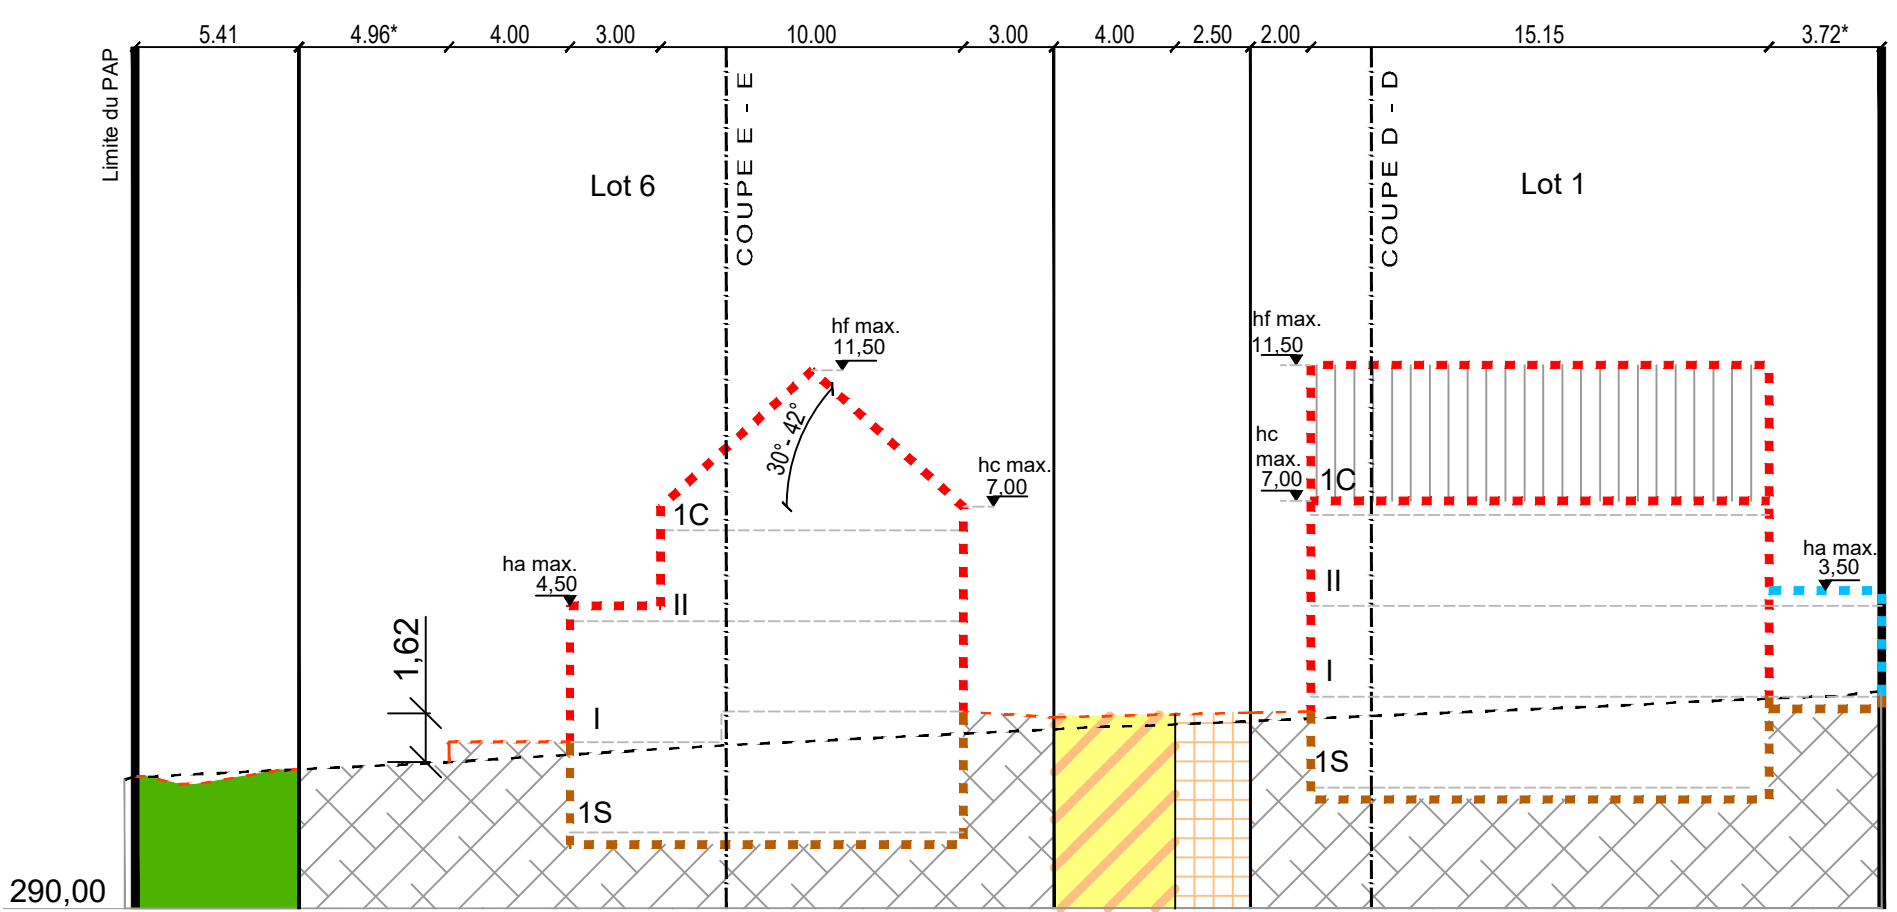 5.41 4.96* 4.00 3.00 10.00 3.00 4.00 2.50 2.00 15.15 3.72*
Limite du PAP
COUPE E - E
COUPE D - D
Lot 6
Lot 1
hf max.
11,50
hf max.
11,50
30°- 42°
hc max.
7,00
hc
max.
7,00
1C
1C
ha max.
4,50
ha max.
3,50
II
II
1,62
I
I
1S
1S
290,00